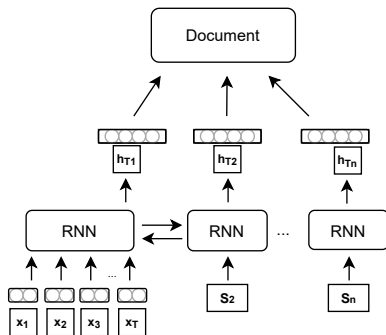 Document
hT1 hT2 hTn
RNN RNN ... RNN
...
x1 x2 x3 xT S2 Sn